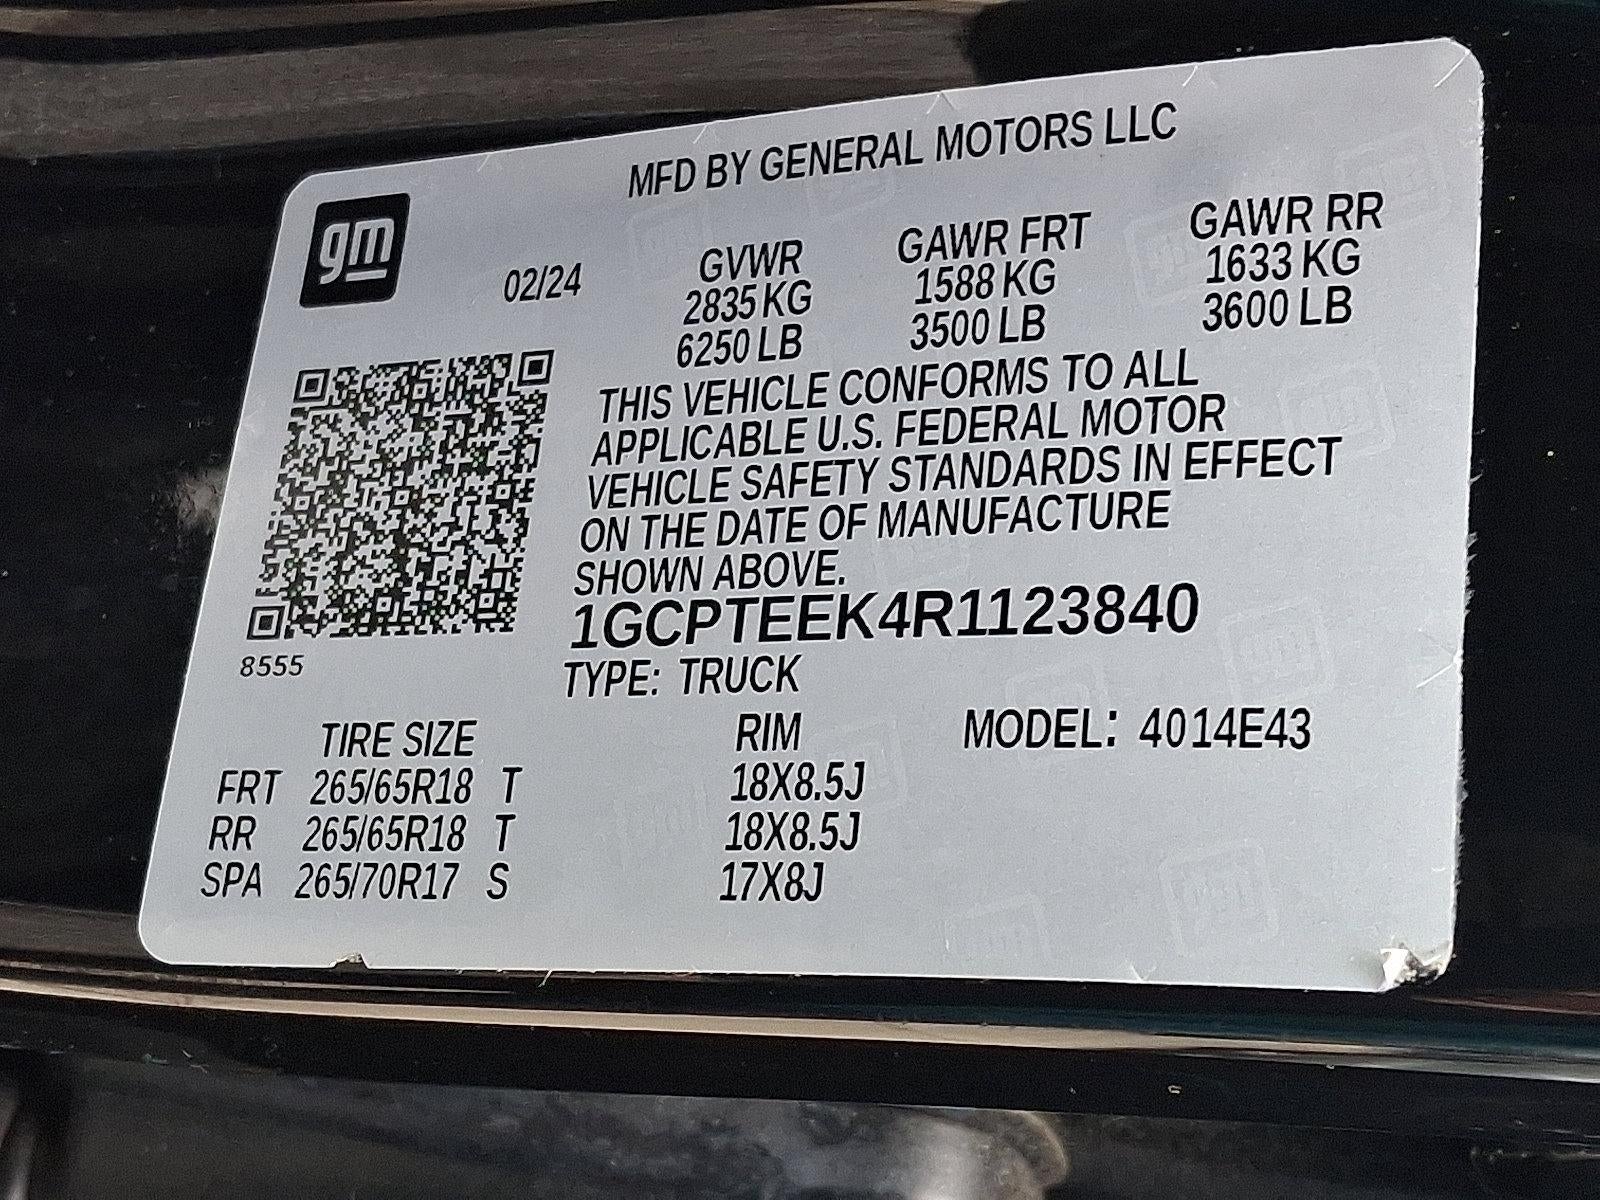 MFD BY GENERAL MOTORS LLC
gm
02/24
GVWR GAWR FRT GAWR RR
2835 KG 1588 KG 1633 KG
6250 LB 3500 LB 3600 LB
THIS VEHICLE CONFORMS TO ALL
APPLICABLE U.S. FEDERAL MOTOR
VEHICLE SAFETY STANDARDS IN EFFECT
ON THE DATE OF MANUFACTURE
SHOWN ABOVE.
1GCPTEEK4R1123840
8555
TYPE: TRUCK
TIRE SIZE RIM MODEL: 4014E43
FRT 265/65R18 T 18X8.5J
RR 265/65R18 T 18X8.5J
SPA 265/70R17 S 17X8J